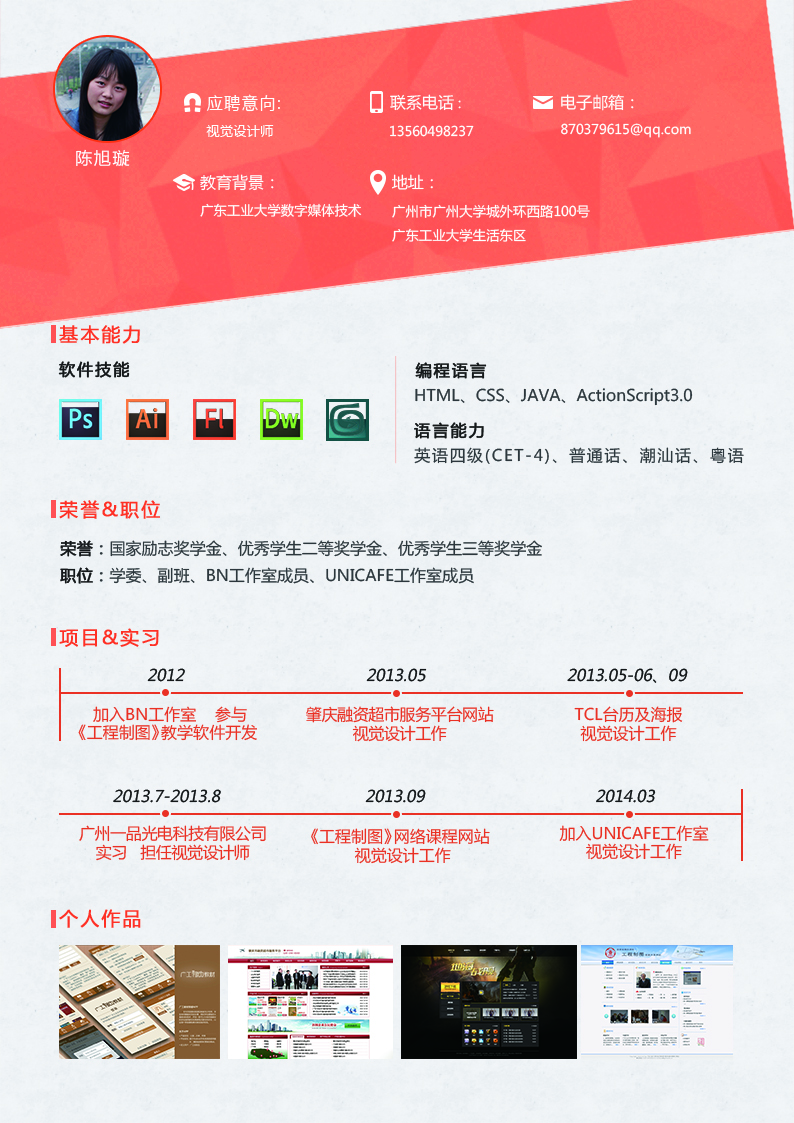 应聘意向:
视觉设计师
联系电话:
13560498237
电子邮箱：
870379615@qq.com
陈旭璇
教育背景：
广东工业大学数字媒体技术
地址：
广州市广州大学城外环西路100号
广东工业大学生活东区
基本能力
软件技能
Ps Ai Fl Dw
编程语言
HTML、CSS、JAVA、ActionScript3.0
语言能力
英语四级(CET-4)、普通话、潮汕话、粤语
荣誉&职位
荣誉：国家励志奖学金、优秀学生二等奖学金、优秀学生三等奖学金
职位：学委、副班、BN工作室成员、UNICAFE工作室成员
项目&实习
2012
加入BN工作室 参与
《工程制图》教学软件开发
2013.05
肇庆融资超市服务平台网站
视觉设计工作
2013.05-06、09
TCL台历及海报
视觉设计工作
2013.7-2013.8
广州一品光电科技有限公司
实习 担任视觉设计师
2013.09
《工程制图》网络课程网站
视觉设计工作
2014.03
加入UNICAFE工作室
视觉设计工作
个人作品
工程制图